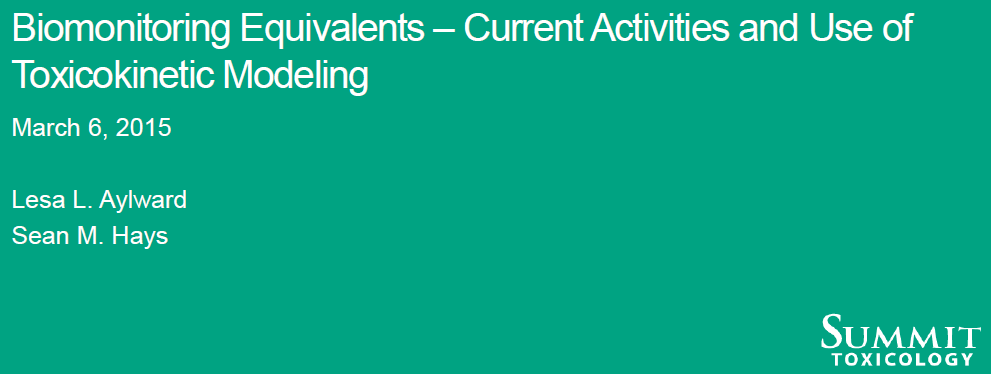 Biomonitoring Equivalents – Current Activities and Use of
Toxicokinetic Modeling
March 6, 2015
Lesa L. Aylward
Sean M. Hays
SUMMIT
TOXICOLOGY